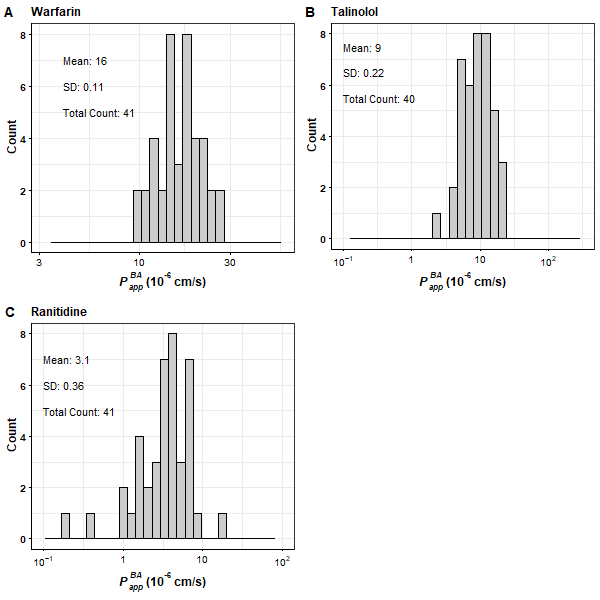 A Warfarin
8
6
4
2
0
Count
Mean: 16
SD: 0.11
Total Count: 41
3 10 30
P_app^BA (10^-6 cm/s)
B Talinolol
8
6
4
2
0
Count
Mean: 9
SD: 0.22
Total Count: 40
10^-1 1 10 10^2
P_app^BA (10^-6 cm/s)
C Ranitidine
8
6
4
2
0
Count
Mean: 3.1
SD: 0.36
Total Count: 41
10^-1 1 10 10^2
P_app^BA (10^-6 cm/s)